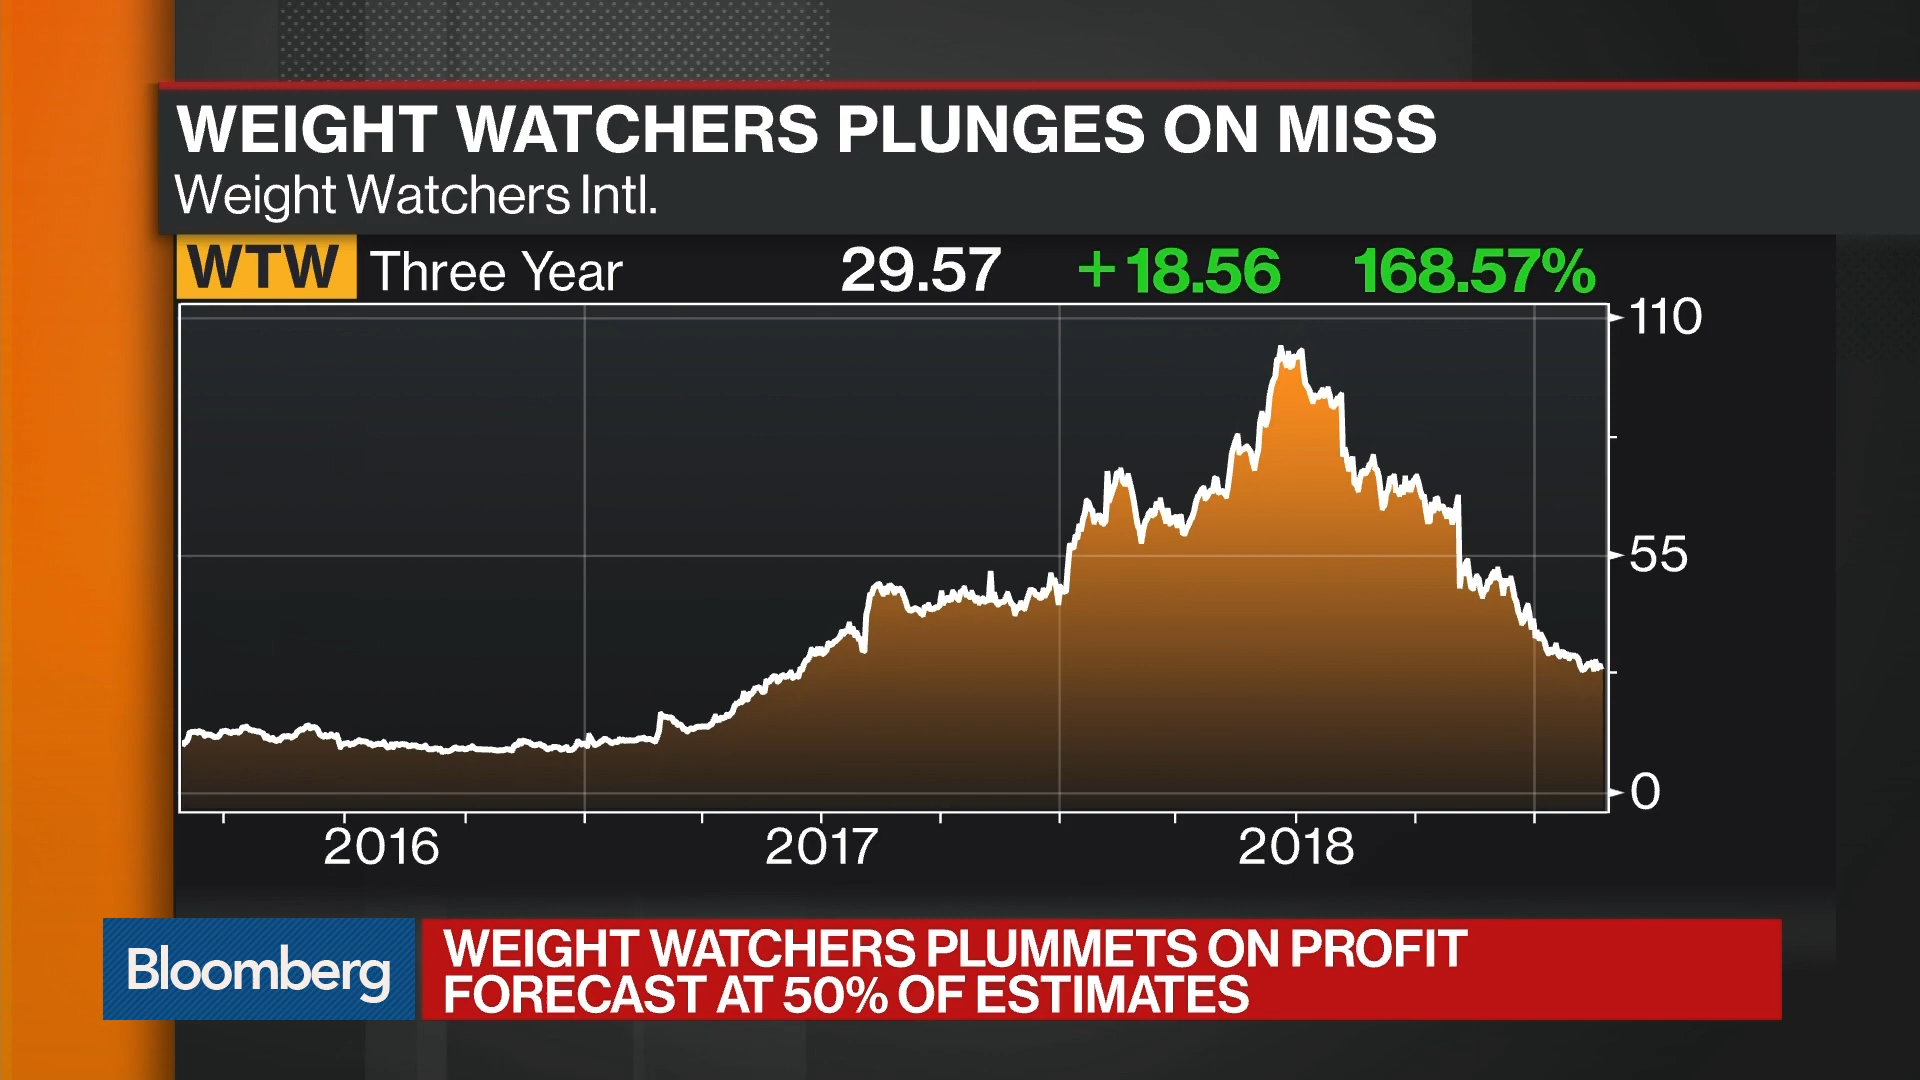 WEIGHT WATCHERS PLUNGES ON MISS
Weight Watchers Intl.
WTW Three Year 29.57 +18.56 168.57%
110
55
0
2016 2017 2018
Bloomberg
WEIGHT WATCHERS PLUMMETS ON PROFIT
FORECAST AT 50% OF ESTIMATES